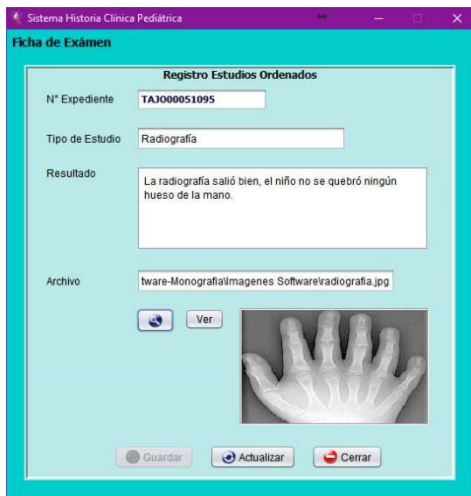 Sistema Historia Clínica Pediátrica
Ficha de Exámen
Registro Estudios Ordenados
N° Expediente TAJO00051095
Tipo de Estudio Radiografía
Resultado La radiografía salió bien, el niño no se quebró ningún
hueso de la mano.
Archivo tware-Monografia\Imagenes Software\radiografia.jpg
Ver
Guardar Actualizar Cerrar